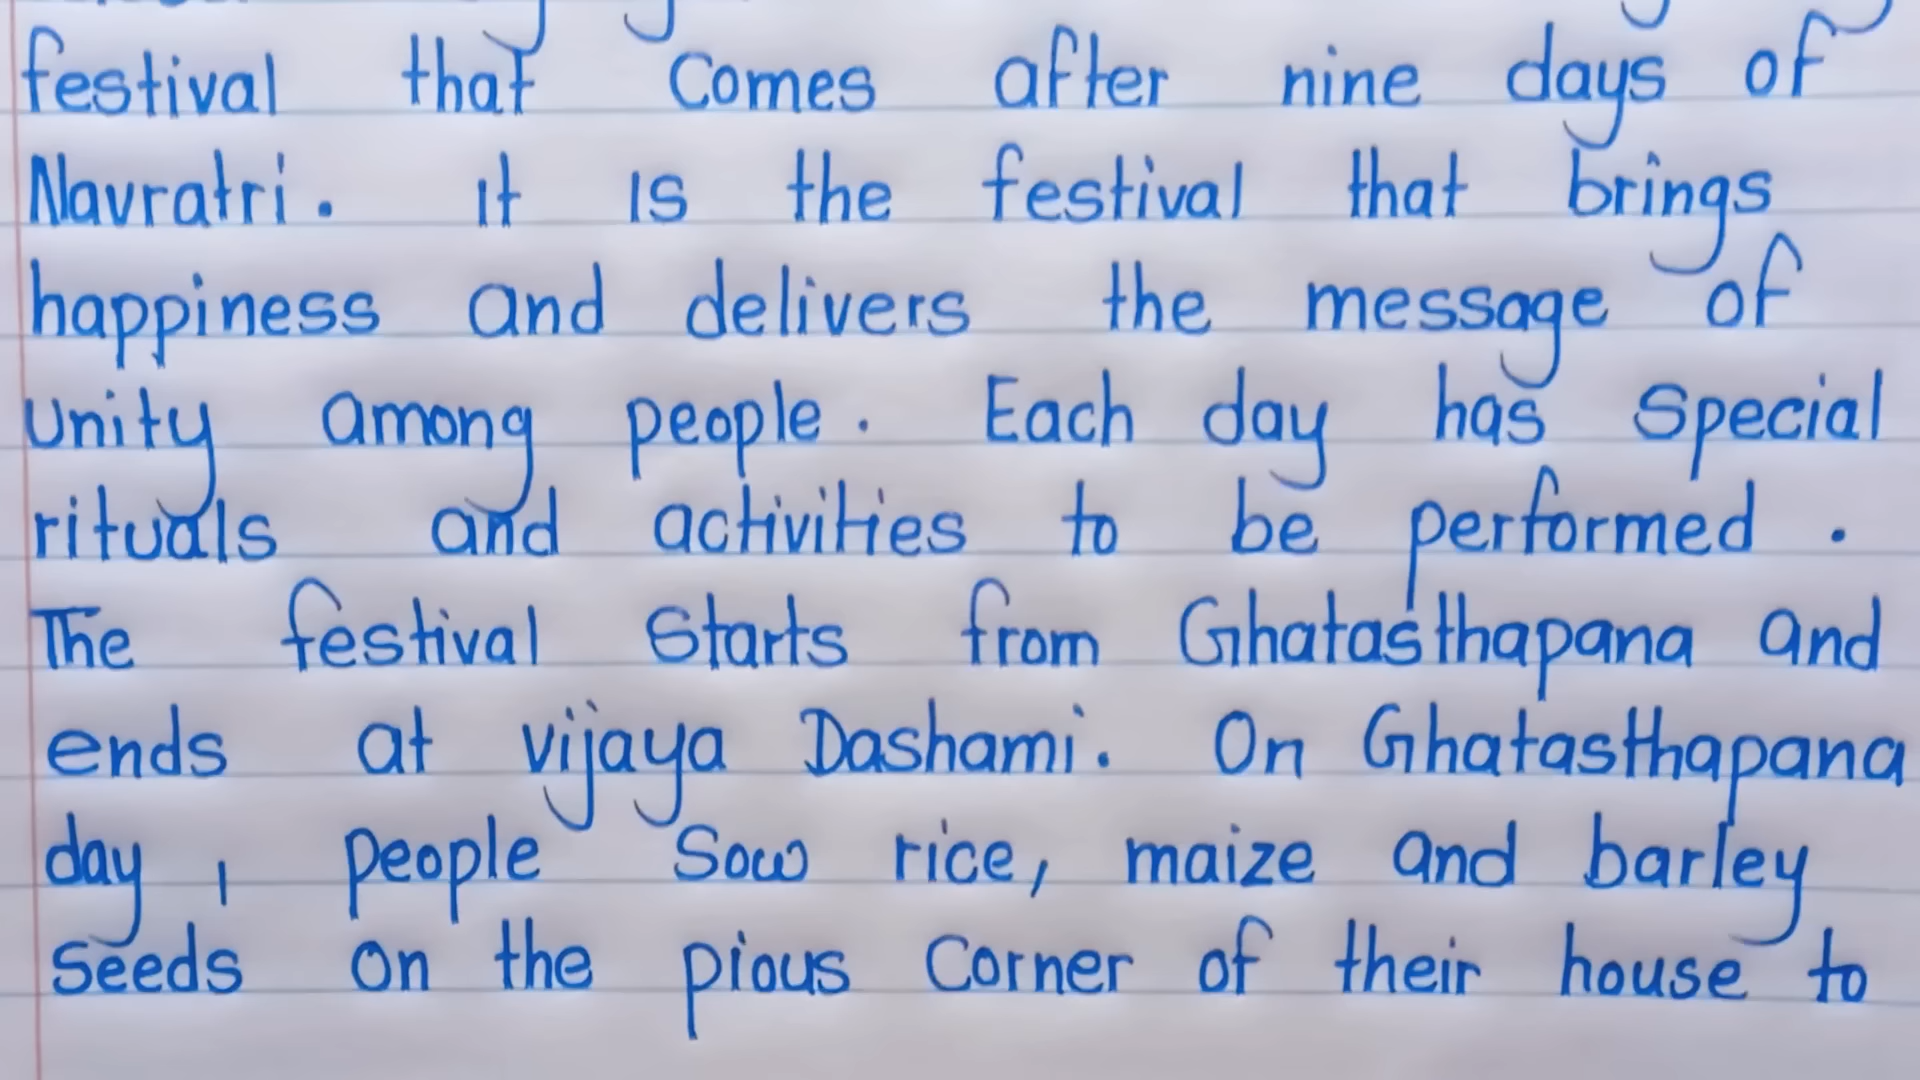 festival that comes after nine days of
Navratri. it is the festival that brings
happiness and delivers the message of
unity among people. Each day has special
rituals and activities to be performed.
The festival starts from Ghatasthapana and
ends at vijaya Dashami. On Ghatasthapana
day, people sow rice, maize and barley
seeds on the pious corner of their house to